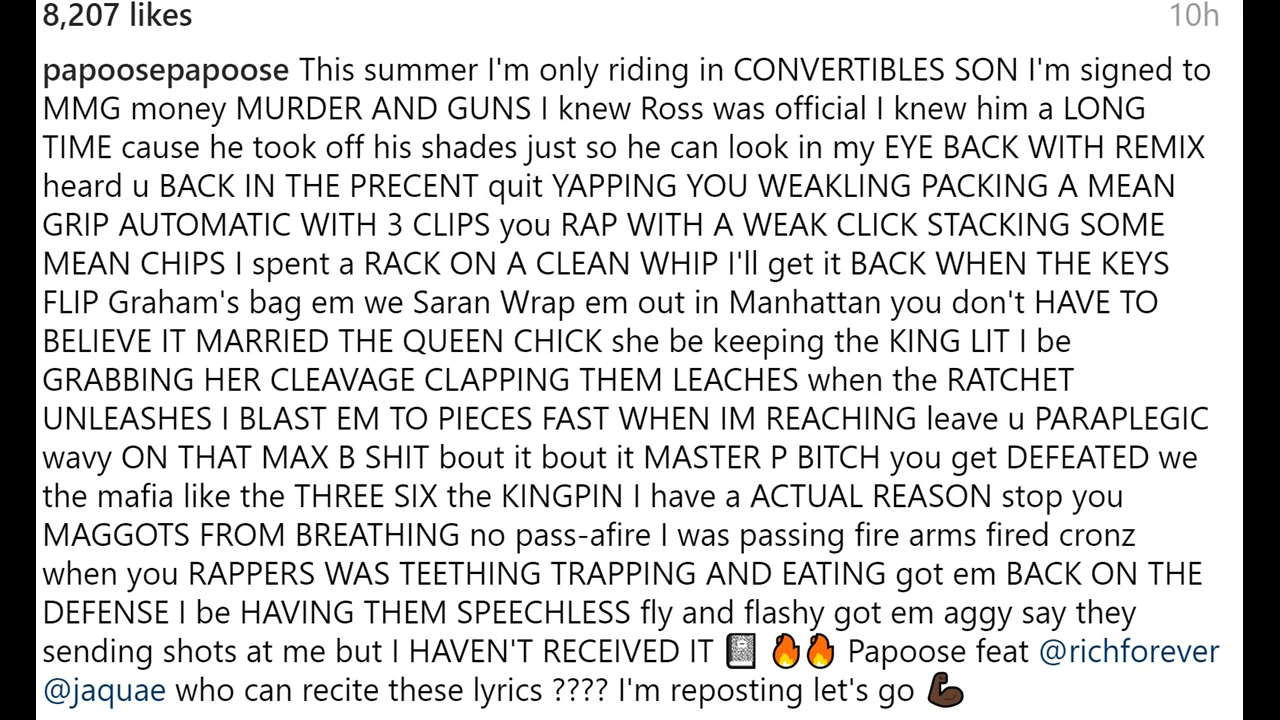 8,207 likes 10h
papoosepapoose This summer I'm only riding in CONVERTIBLES SON I'm signed to
MMG money MURDER AND GUNS I knew Ross was official I knew him a LONG
TIME cause he took off his shades just so he can look in my EYE BACK WITH REMIX
heard u BACK IN THE PRECENT quit YAPPING YOU WEAKLING PACKING A MEAN
GRIP AUTOMATIC WITH 3 CLIPS you RAP WITH A WEAK CLICK STACKING SOME
MEAN CHIPS I spent a RACK ON A CLEAN WHIP I'll get it BACK WHEN THE KEYS
FLIP Graham's bag em we Saran Wrap em out in Manhattan you don't HAVE TO
BELIEVE IT MARRIED THE QUEEN CHICK she be keeping the KING LIT I be
GRABBING HER CLEAVAGE CLAPPING THEM LEACHES when the RATCHET
UNLEASHES I BLAST EM TO PIECES FAST WHEN IM REACHING leave u PARAPLEGIC
wavy ON THAT MAX B SHIT bout it bout it MASTER P BITCH you get DEFEATED we
the mafia like the THREE SIX the KINGPIN I have a ACTUAL REASON stop you
MAGGOTS FROM BREATHING no pass-afire I was passing fire arms fired cronz
when you RAPPERS WAS TEETHING TRAPPING AND EATING got em BACK ON THE
DEFENSE I be HAVING THEM SPEECHLESS fly and flashy got em aggy say they
sending shots at me but I HAVEN'T RECEIVED IT 📓 🔥🔥 Papoose feat @richforever
@jaquae who can recite these lyrics ???? I'm reposting let's go 💪🏿